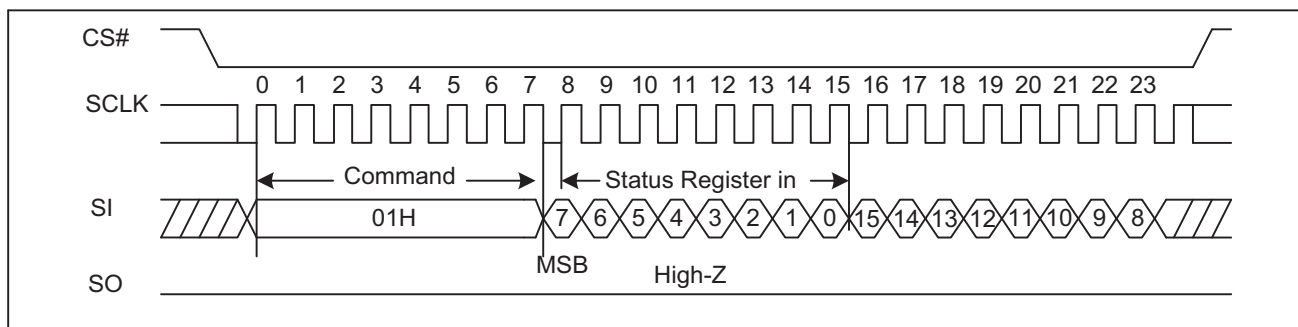 CS#
0 1 2 3 4 5 6 7 8 9 10 11 12 13 14 15 16 17 18 19 20 21 22 23
SCLK
Command Status Register in
SI 01H 7 6 5 4 3 2 1 0 15 14 13 12 11 10 9 8
MSB High-Z
SO